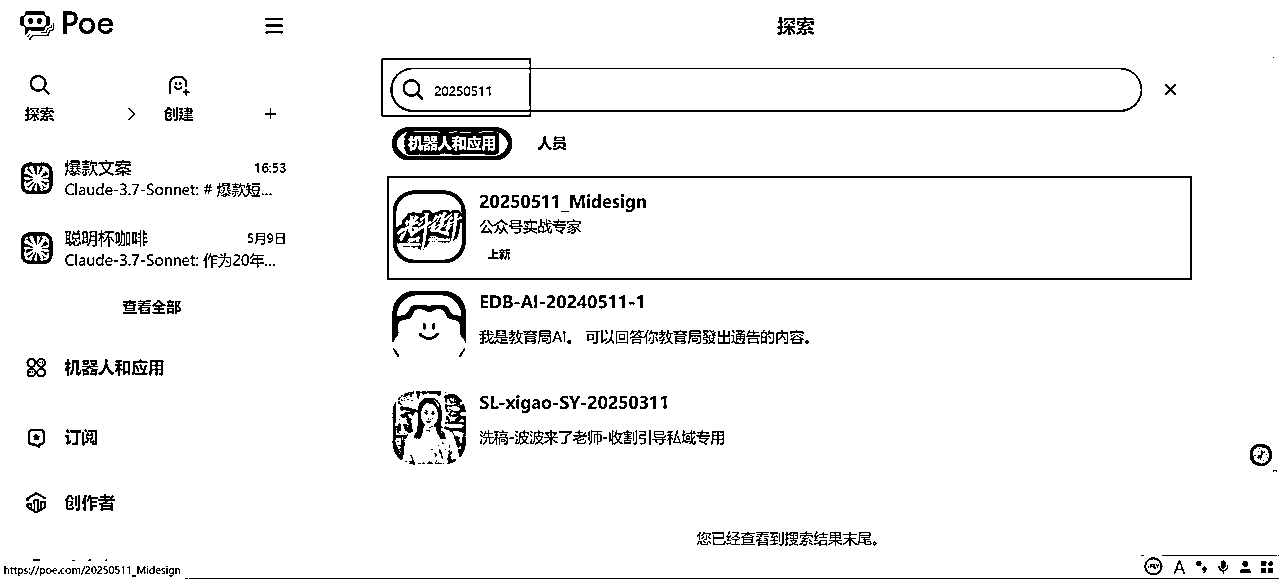 Poe
探索
创建
爆款文案
16:53
Claude-3.7-Sonnet: # 爆款短...
聪明杯咖啡
5月9日
Claude-3.7-Sonnet: 作为20年...
查看全部
机器人和应用
订阅
创作者
https://poe.com/20250511_Midesign
探索
20250511
机器人和应用
人员
20250511_Midesign
公众号实战专家
上新
EDB-AI-20240511-1
我是教育局AI。 可以回答你教育局發出通告的内容。
SL-xigao-SY-20250311
洗稿-波波来了老师-收割引导私域专用
您已经查看到搜索结果末尾。
A